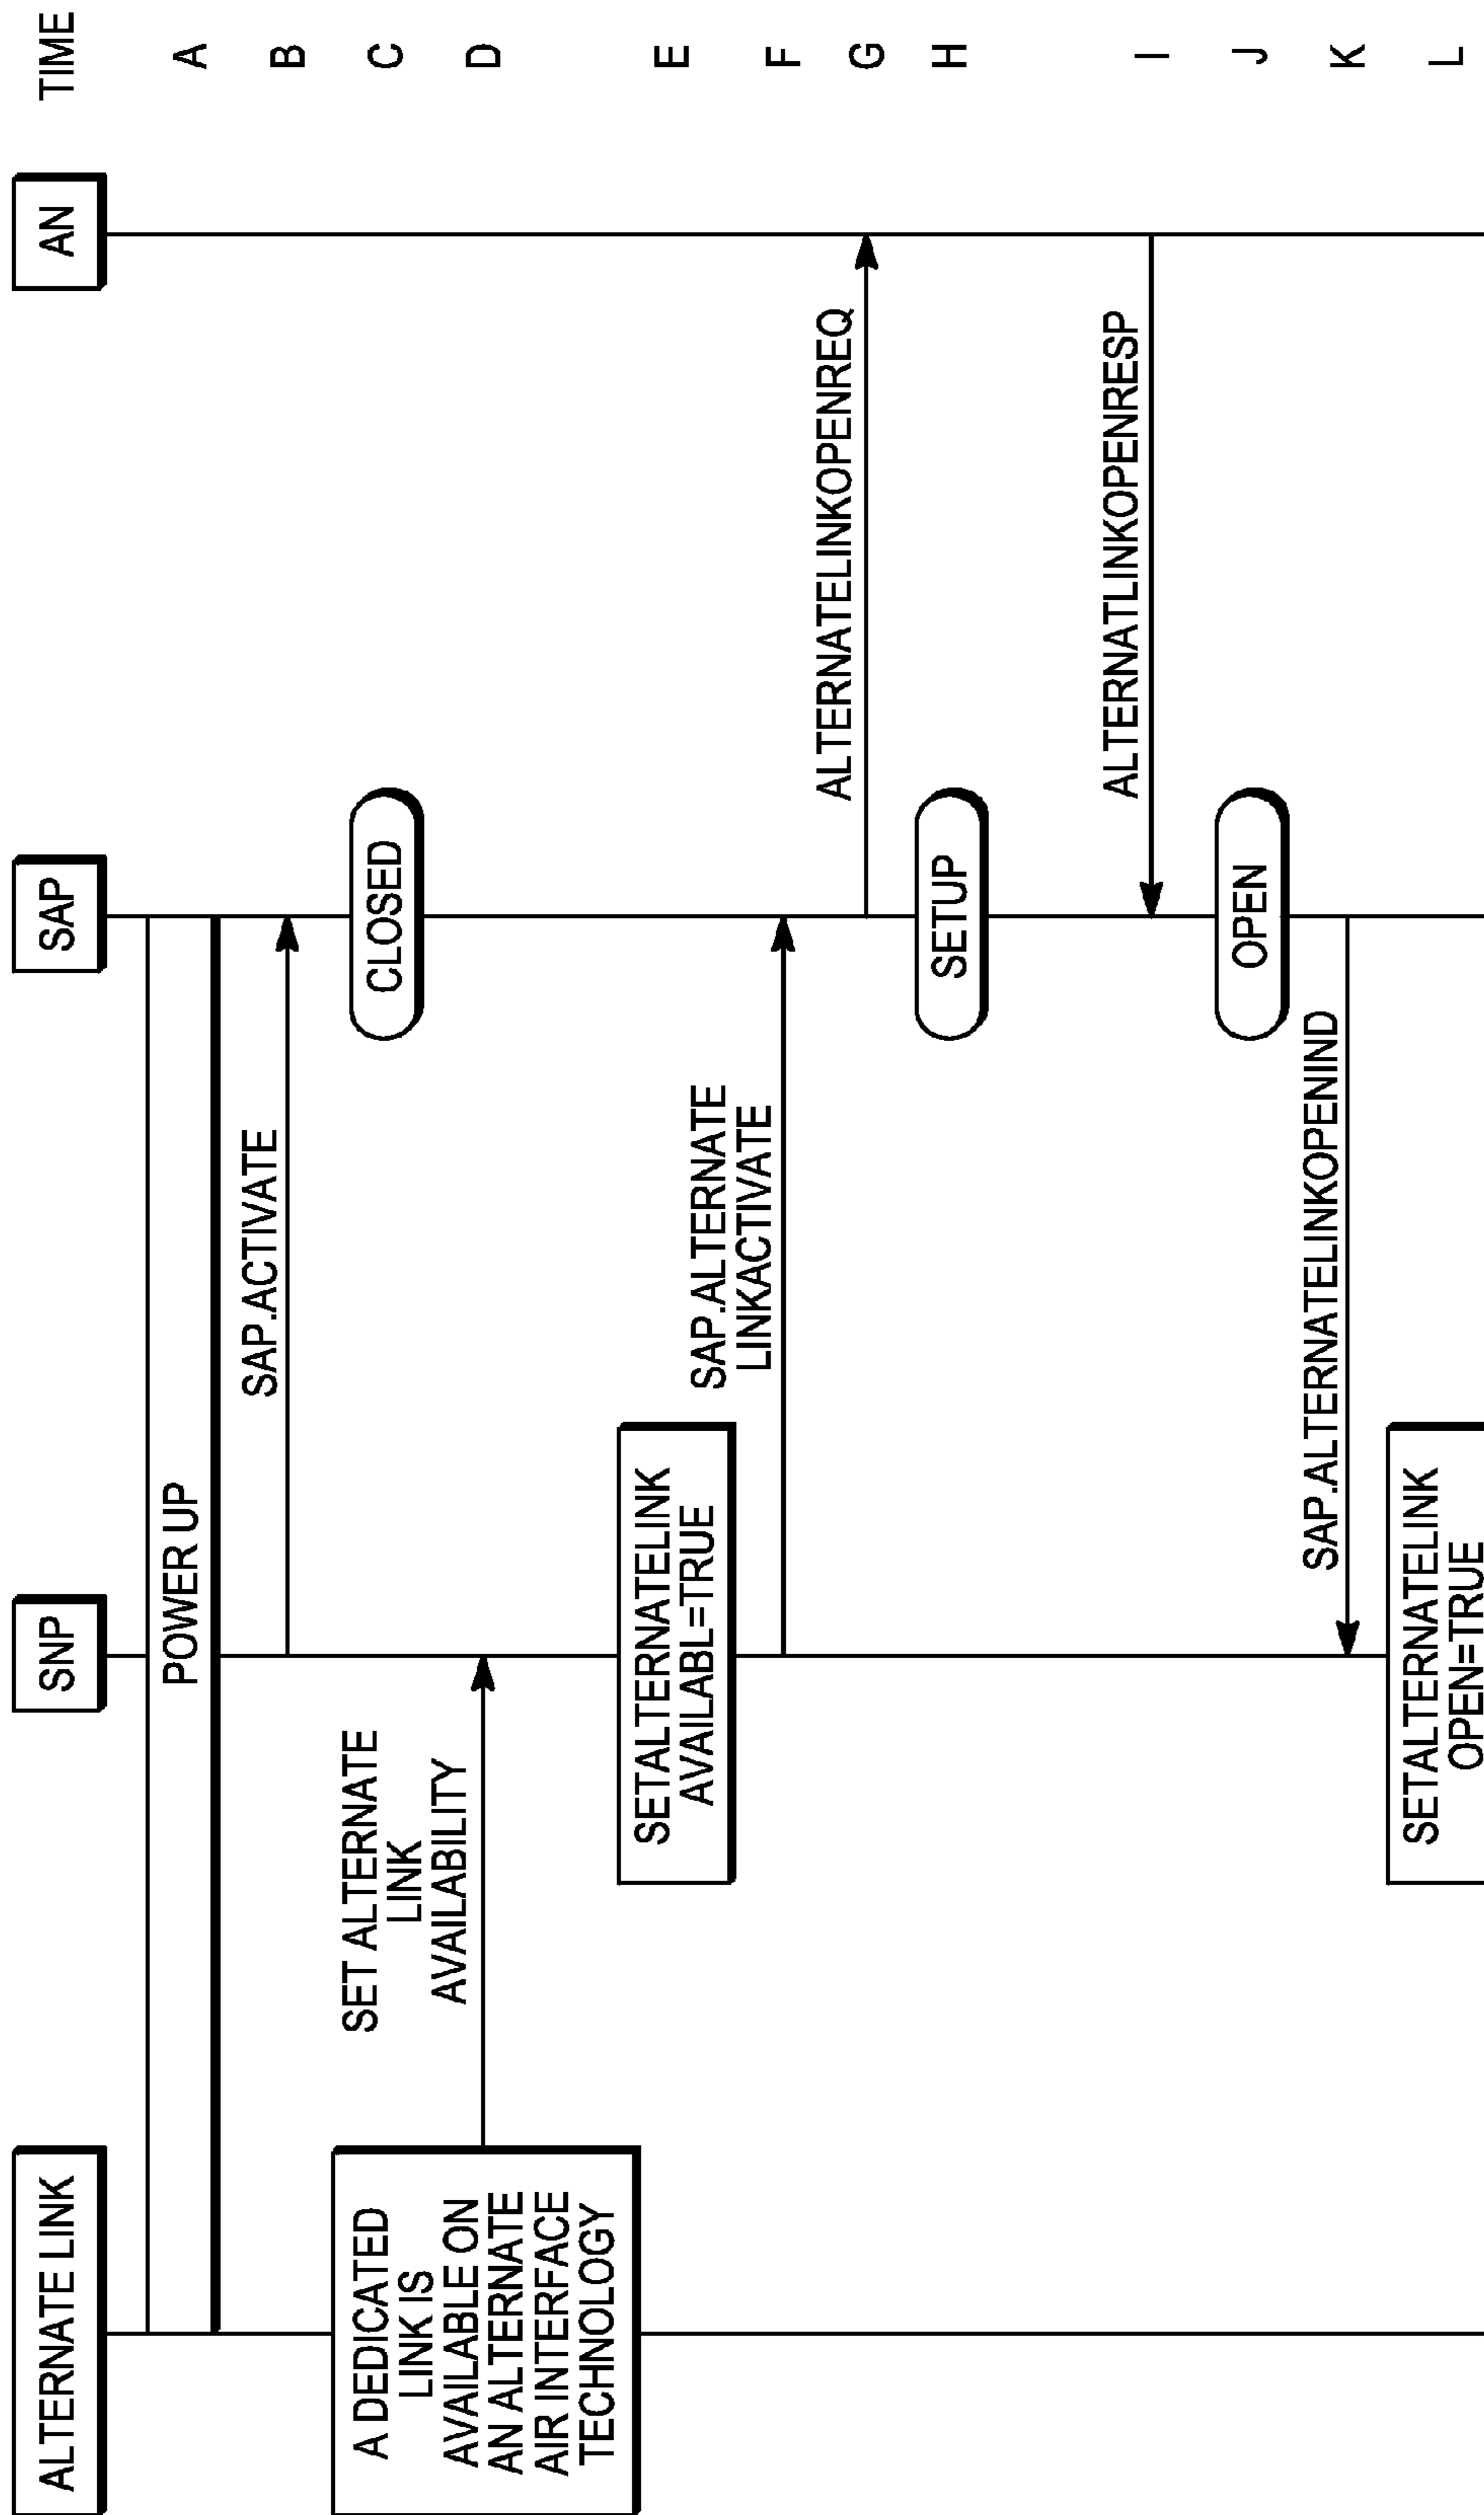 ALTERNATE LINK
SNP
SAP
AN
TIME
POWER UP
A
SAP.ACTIVATE
B
CLOSED
C
SET ALTERNATE
LINK
AVAILABILITY
D
A DEDICATED
LINK IS
AVAILABLE ON
AN ALTERNATE
AIR INTERFACE
TECHNOLOGY
SETALTERNATELINK
AVAILABL=TRUE
E
SAP.ALTERNATE
LINKACTIVATE
F
ALTERNATELINKOPENREQ
G
SETUP
H
ALTERNATLINKOPENRESP
I
OPEN
J
SAP.ALTERNATELINKOPENIND
K
SETALTERNATELINK
OPEN=TRUE
L